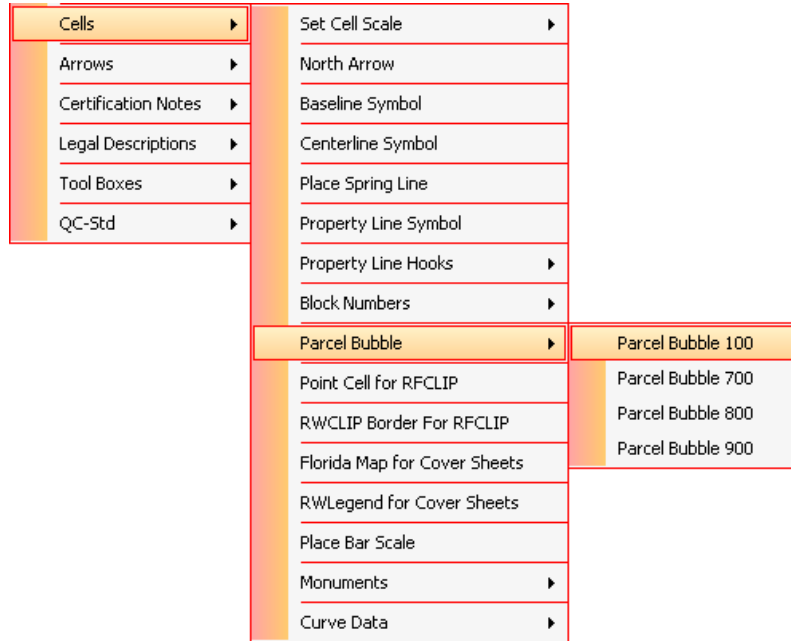 Cells
Arrows
Certification Notes
Legal Descriptions
Tool Boxes
QC-Std
Set Cell Scale
North Arrow
Baseline Symbol
Centerline Symbol
Place Spring Line
Property Line Symbol
Property Line Hooks
Block Numbers
Parcel Bubble
Point Cell for RFCLIP
RWCLIP Border For RFCLIP
Florida Map for Cover Sheets
RWLegend for Cover Sheets
Place Bar Scale
Monuments
Curve Data
Parcel Bubble 100
Parcel Bubble 700
Parcel Bubble 800
Parcel Bubble 900